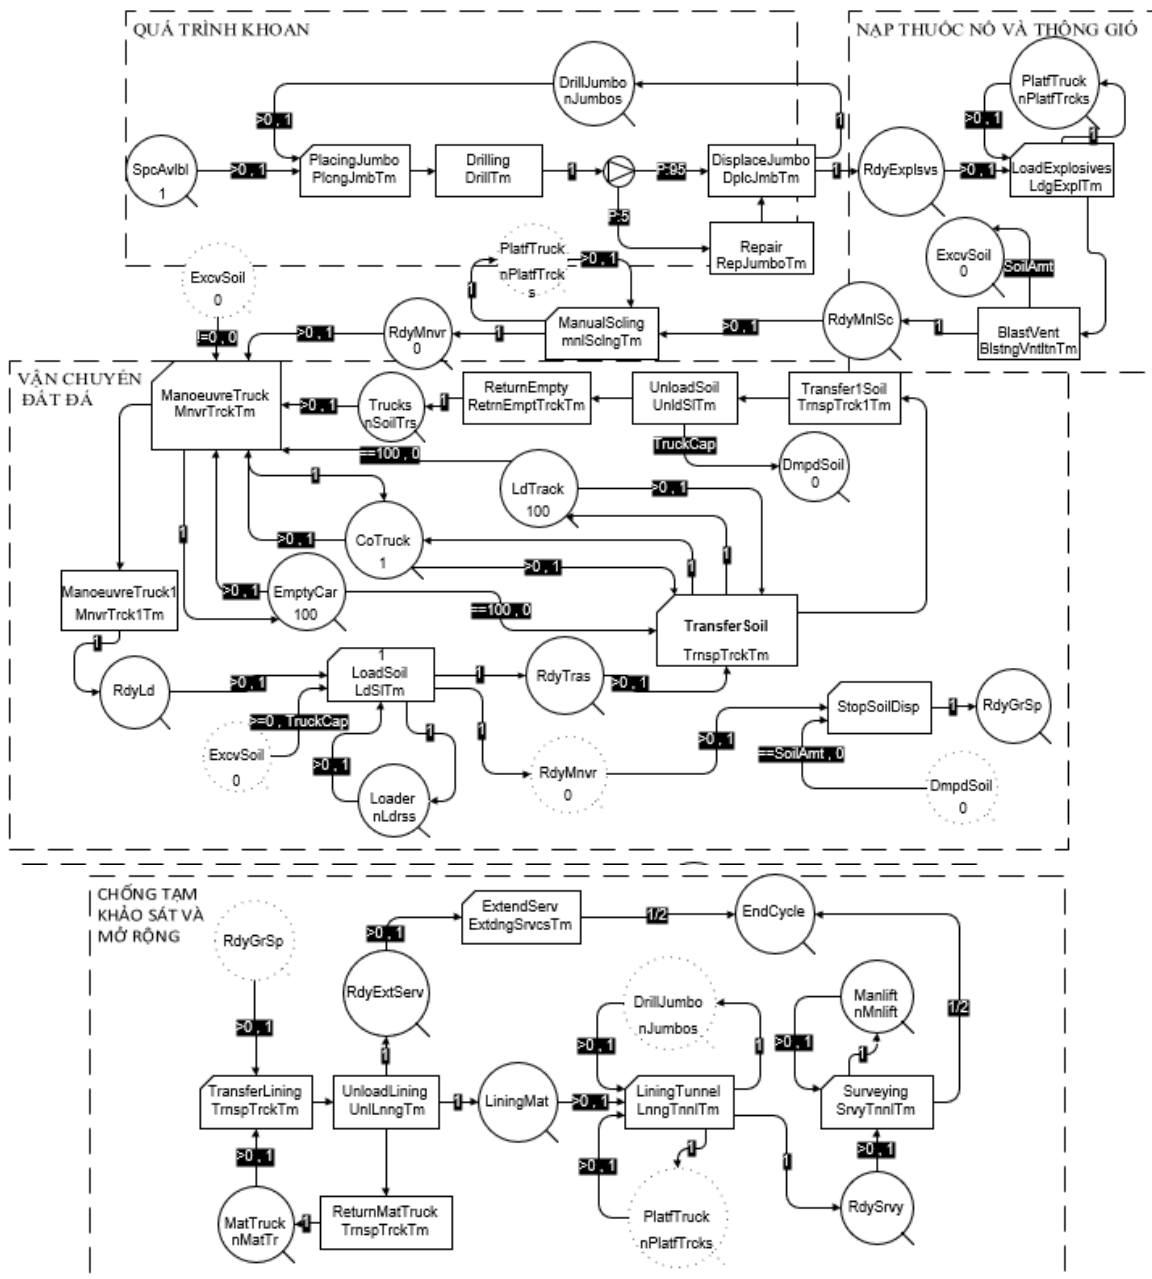 QUÁ TRÌNH KHOAN
NẠP THUỐC NỔ VÀ THÔNG GIÓ
DrillJumbo
nJumbos
PlatfTruck
nPlatfTrcks
>0 , 1
1
>0 , 1
1
SpcAvlbl
1
>0 , 1
PlacingJumbo
PlcngJmbTm
Drilling
DrillTm
1
P:95
DisplaceJumbo
DplcJmbTm
1
RdyExplsvs
>0 , 1
LoadExplosives
LdgExplTm
P:5
Repair
RepJumboTm
PlatfTruck
nPlatfTrck
s
>0 , 1
1
ExcvSoil
0
SoilAmt
ExcvSoil
0
!=0, 0
>0 , 1
RdyMnvr
0
1
ManualScling
mnlSclngTm
>0 , 1
RdyMnlSc
1
BlastVent
BlstngVntltnTm
VẬN CHUYỂN
ĐẤT ĐÁ
ManoeuvreTruck
MnvrTrckTm
>0 , 1
Trucks
nSoilTrs
1
ReturnEmpty
RetrnEmptTrckTm
UnloadSoil
UnldSlTm
Transfer1Soil
TrnspTrck1Tm
TruckCap
DmpdSoil
0
==100 , 0
LdTrack
100
>0 , 1
1
1
>0 , 1
CoTruck
1
>0 , 1
1
1
ManoeuvreTruck1
MnvrTrck1Tm
>0 , 1
EmptyCar
100
==100 , 0
TransferSoil
TrnspTrckTm
1
RdyLd
>0 , 1
1
LoadSoil
LdSlTm
1
RdyTras
>0 , 1
>=0, TruckCap
ExcvSoil
0
>0 , 1
1
1
Loader
nLdrss
RdyMnvr
0
>0 , 1
StopSoilDisp
1
RdyGrSp
==SoilAmt , 0
DmpdSoil
0
CHỐNG TẠM
KHẢO SÁT VÀ
MỞ RỘNG
RdyGrSp
ExtendServ
ExtdngSrvcsTm
1/2
EndCycle
>0 , 1
RdyExtServ
DrillJumbo
nJumbos
Manlift
nMnlift
1/2
>0 , 1
1
>0 , 1
1
>0 , 1
1
TransferLining
TrnspTrckTm
UnloadLining
UnlLnngTm
1
LiningMat
>0 , 1
LiningTunnel
LnngTnnlTm
Surveying
SrvyTnnlTm
>0 , 1
>0 , 1
1
1
>0 , 1
MatTruck
nMatTr
1
ReturnMatTruck
TrnspTrckTm
PlatfTruck
nPlatfTrcks
RdySrvy